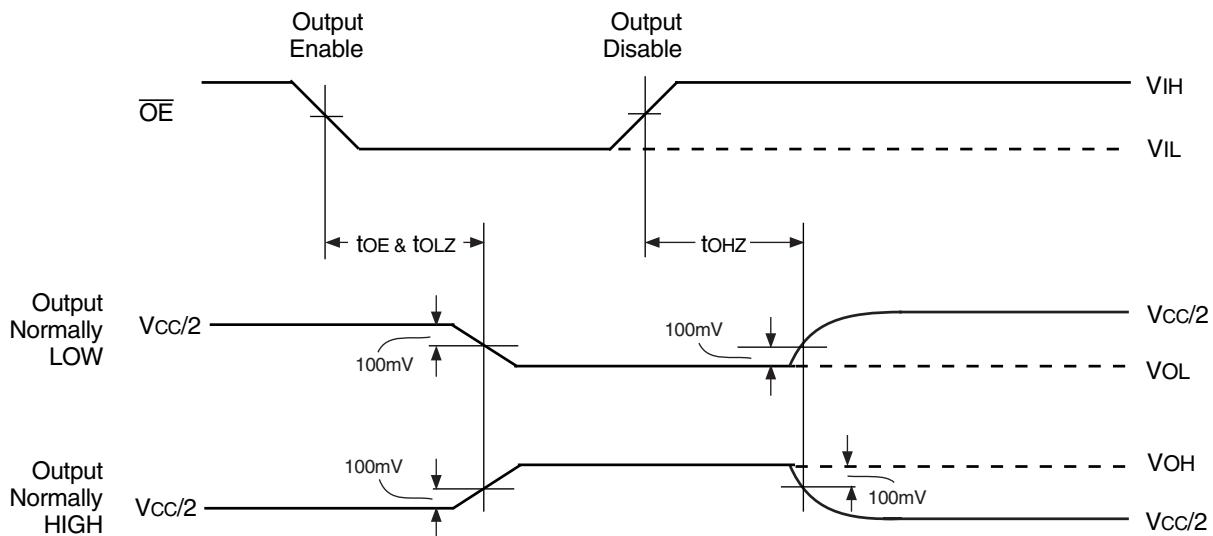 Output
Enable
Output
Disable
OE
VIH
VIL
tOE & tOLZ
tOHZ
Output
Normally
LOW
VCC/2
100mV
100mV
VCC/2
VOL
Output
Normally
HIGH
100mV
VCC/2
VOH
100mV
VCC/2